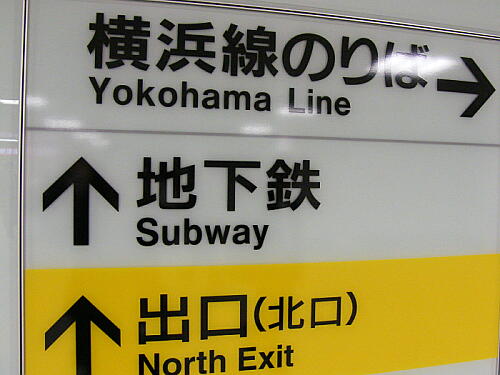 横浜線のりば
Yokohama Line
地下鉄
Subway
出口(北口)
North Exit